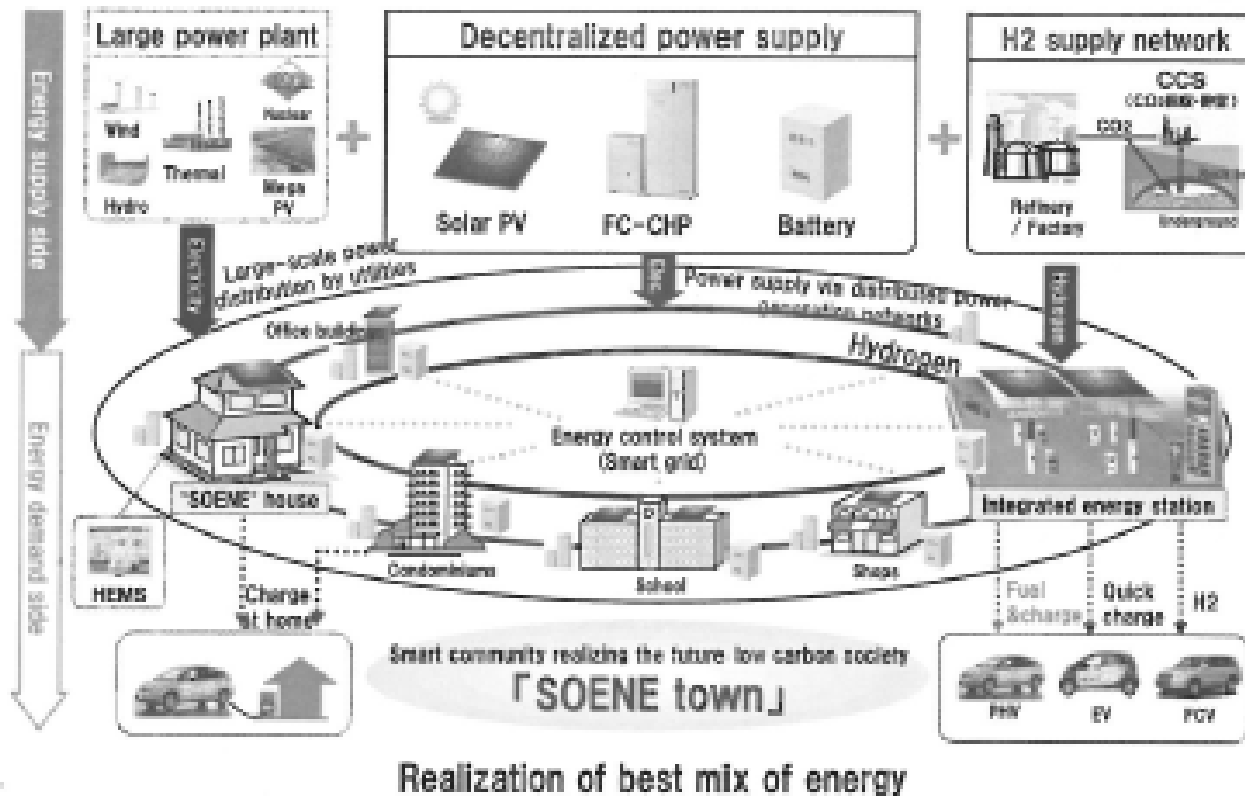 Large power plant
Decentralized power supply
H2 supply network
Energy supply side
Wind
Nuclear
Thermal
Hydro
Mega
PV
+
Solar PV
FC-CHP
Battery
+
CCS
CO2
Refinery
/ Factory
Underground
Electricity
Large-scale power
distribution by utilities
Power supply via distributed power
generation networks
Hydrogen
Office building
Hydrogen
Energy control system
(Smart grid)
Energy demand side
"SOENE" house
Integrated energy station
HEMS
Condominiums
School
Shops
Charge
at home
Fuel
&charge
Quick
charge
H2
Smart community realizing the future low carbon society
「SOENE town」
PHV
EV
FCV
Realization of best mix of energy